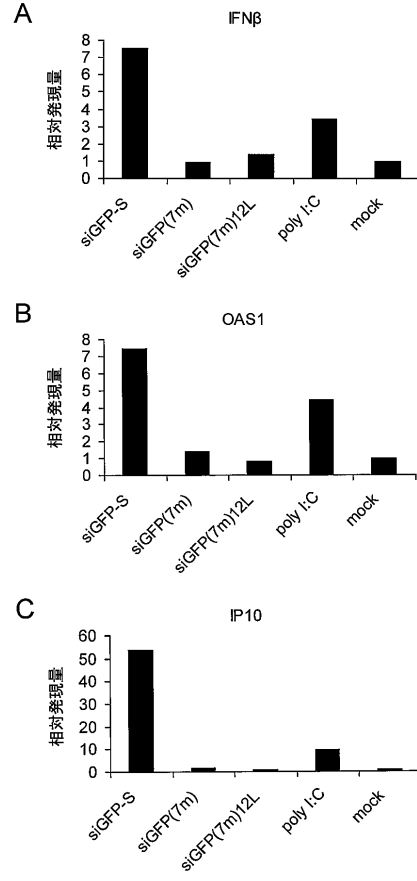 A
IFNβ
相対発現量
8
7
6
5
4
3
2
1
0
siGFP-S
siGFP(7m)
siGFP(7m)12L
poly I:C
mock
B
OAS1
相対発現量
8
7
6
5
4
3
2
1
0
siGFP-S
siGFP(7m)
siGFP(7m)12L
poly I:C
mock
C
IP10
相対発現量
60
50
40
30
20
10
0
siGFP-S
siGFP(7m)
siGFP(7m)12L
poly I:C
mock